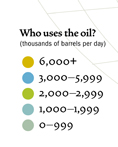 Who uses the oil?
(thousands of barrels per day)
6,000+
3,000–5,999
2,000–2,999
1,000–1,999
0–999